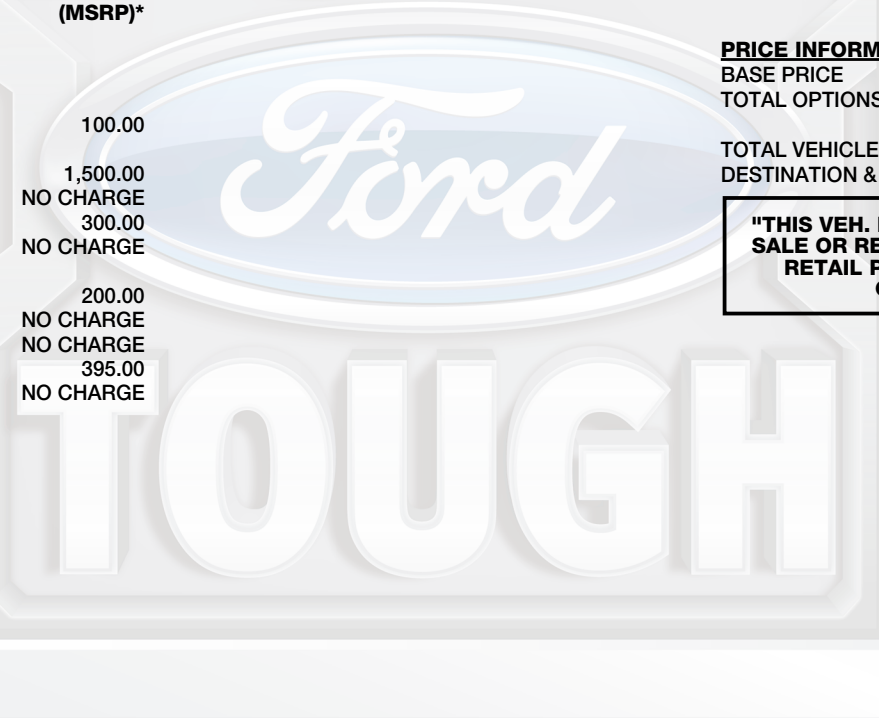 (MSRP)*
100.00
1,500.00
NO CHARGE
300.00
NO CHARGE
200.00
NO CHARGE
NO CHARGE
395.00
NO CHARGE
PRICE INFORM
BASE PRICE
TOTAL OPTIONS
TOTAL VEHICLE
DESTINATION &
"THIS VEH.
SALE OR RE
RETAIL P
Ford
TOUGH